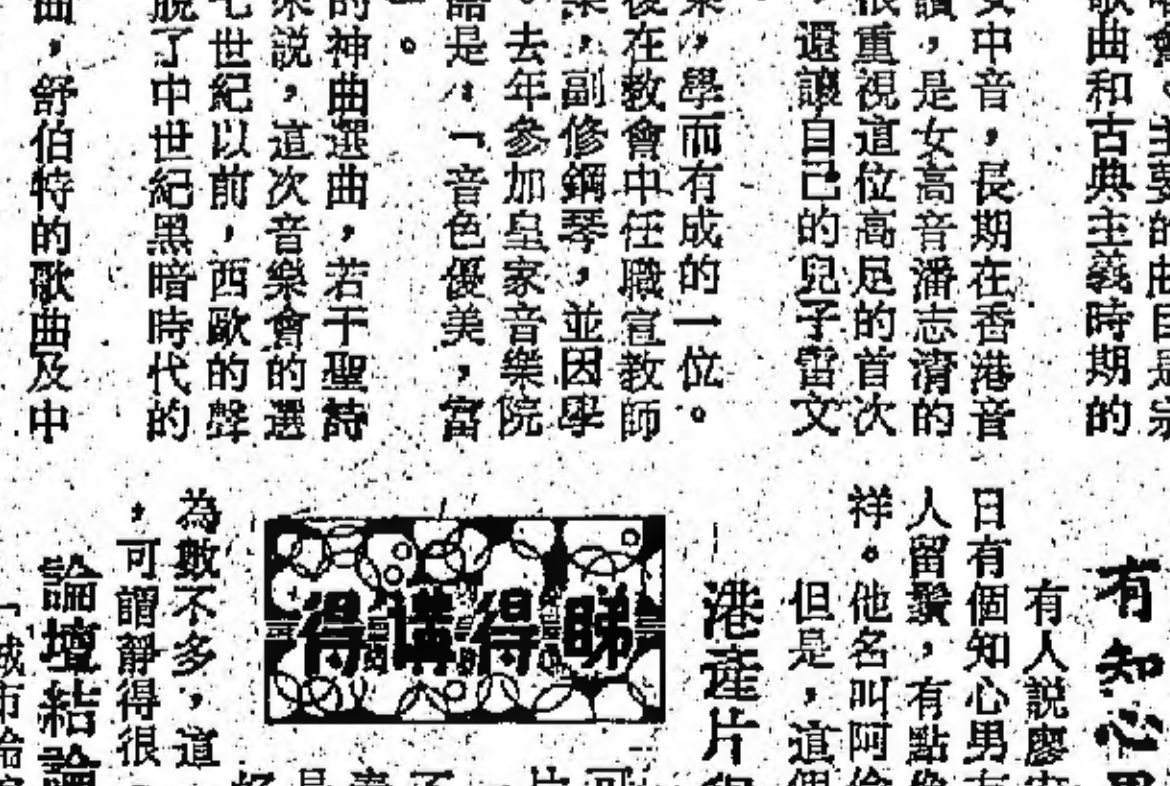 歌曲和古典主義時期的
女中音，長期在香港音
，是女高音潘志清的
很重視這位高足的首次
，還讓自己的兒子雷文
，學而有成的一位。
後在教會中任職宣教師
，副修鋼琴，並因學
。去年參加皇家音樂院
語是：「音色優美，富
。
的神曲選曲，若干聖詩
來說，這次音樂會的選
七世紀以前，西歐的聲
脫了中世紀黑暗時代的
曲，舒伯特的歌曲及中
有知心男
有人說廖
日有個知心男
人留鬚，有點像
祥。他名叫阿倫
但是，這個
港產片
睇得講得
為數不多，道
，可謂靜得很
論壇結論
「城市論